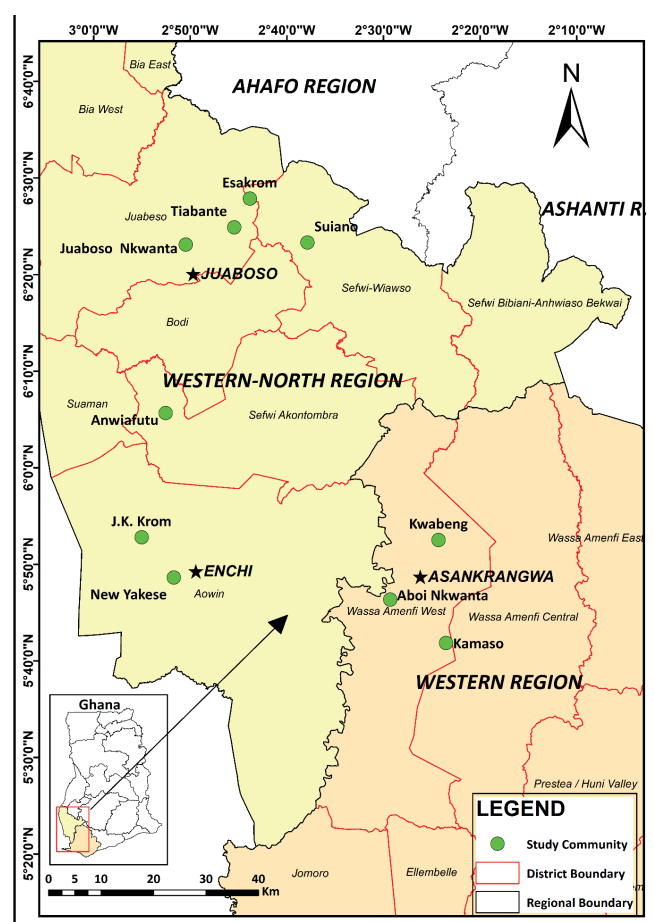 3°0'0"W 2°50'0"W 2°40'0"W 2°30'0"W 2°20'0"W 2°10'0"W
6°40'0"N
6°30'0"N
6°20'0"N
6°10'0"N
6°0'0"N
5°50'0"N
5°40'0"N
5°30'0"N
5°20'0"N
Bia East
AHAFO REGION
N
Bia West
Esakrom
Juabeso
Tiabante
ASHANTI R.
Suiano
Juaboso Nkwanta
JUABOSO
Sefwi-Wiawso
Sefwi Bibiani-Anhwiaso Bekwai
Bodi
WESTERN-NORTH REGION
Suaman
Anwiafutu
Sefwi Akontombra
J.K. Krom
Kwabeng
Wassa Amenfi East
ENCHI
ASANKRANGWA
New Yakese
Aowin
Aboi Nkwanta
Wassa Amenfi West
Wassa Amenfi Central
Kamaso
WESTERN REGION
Ghana
Prestea / Huni Valley
LEGEND
Study Community
District Boundary
Regional Boundary
Jomoro
Ellembelle
0 5 10 20 30 40
Km